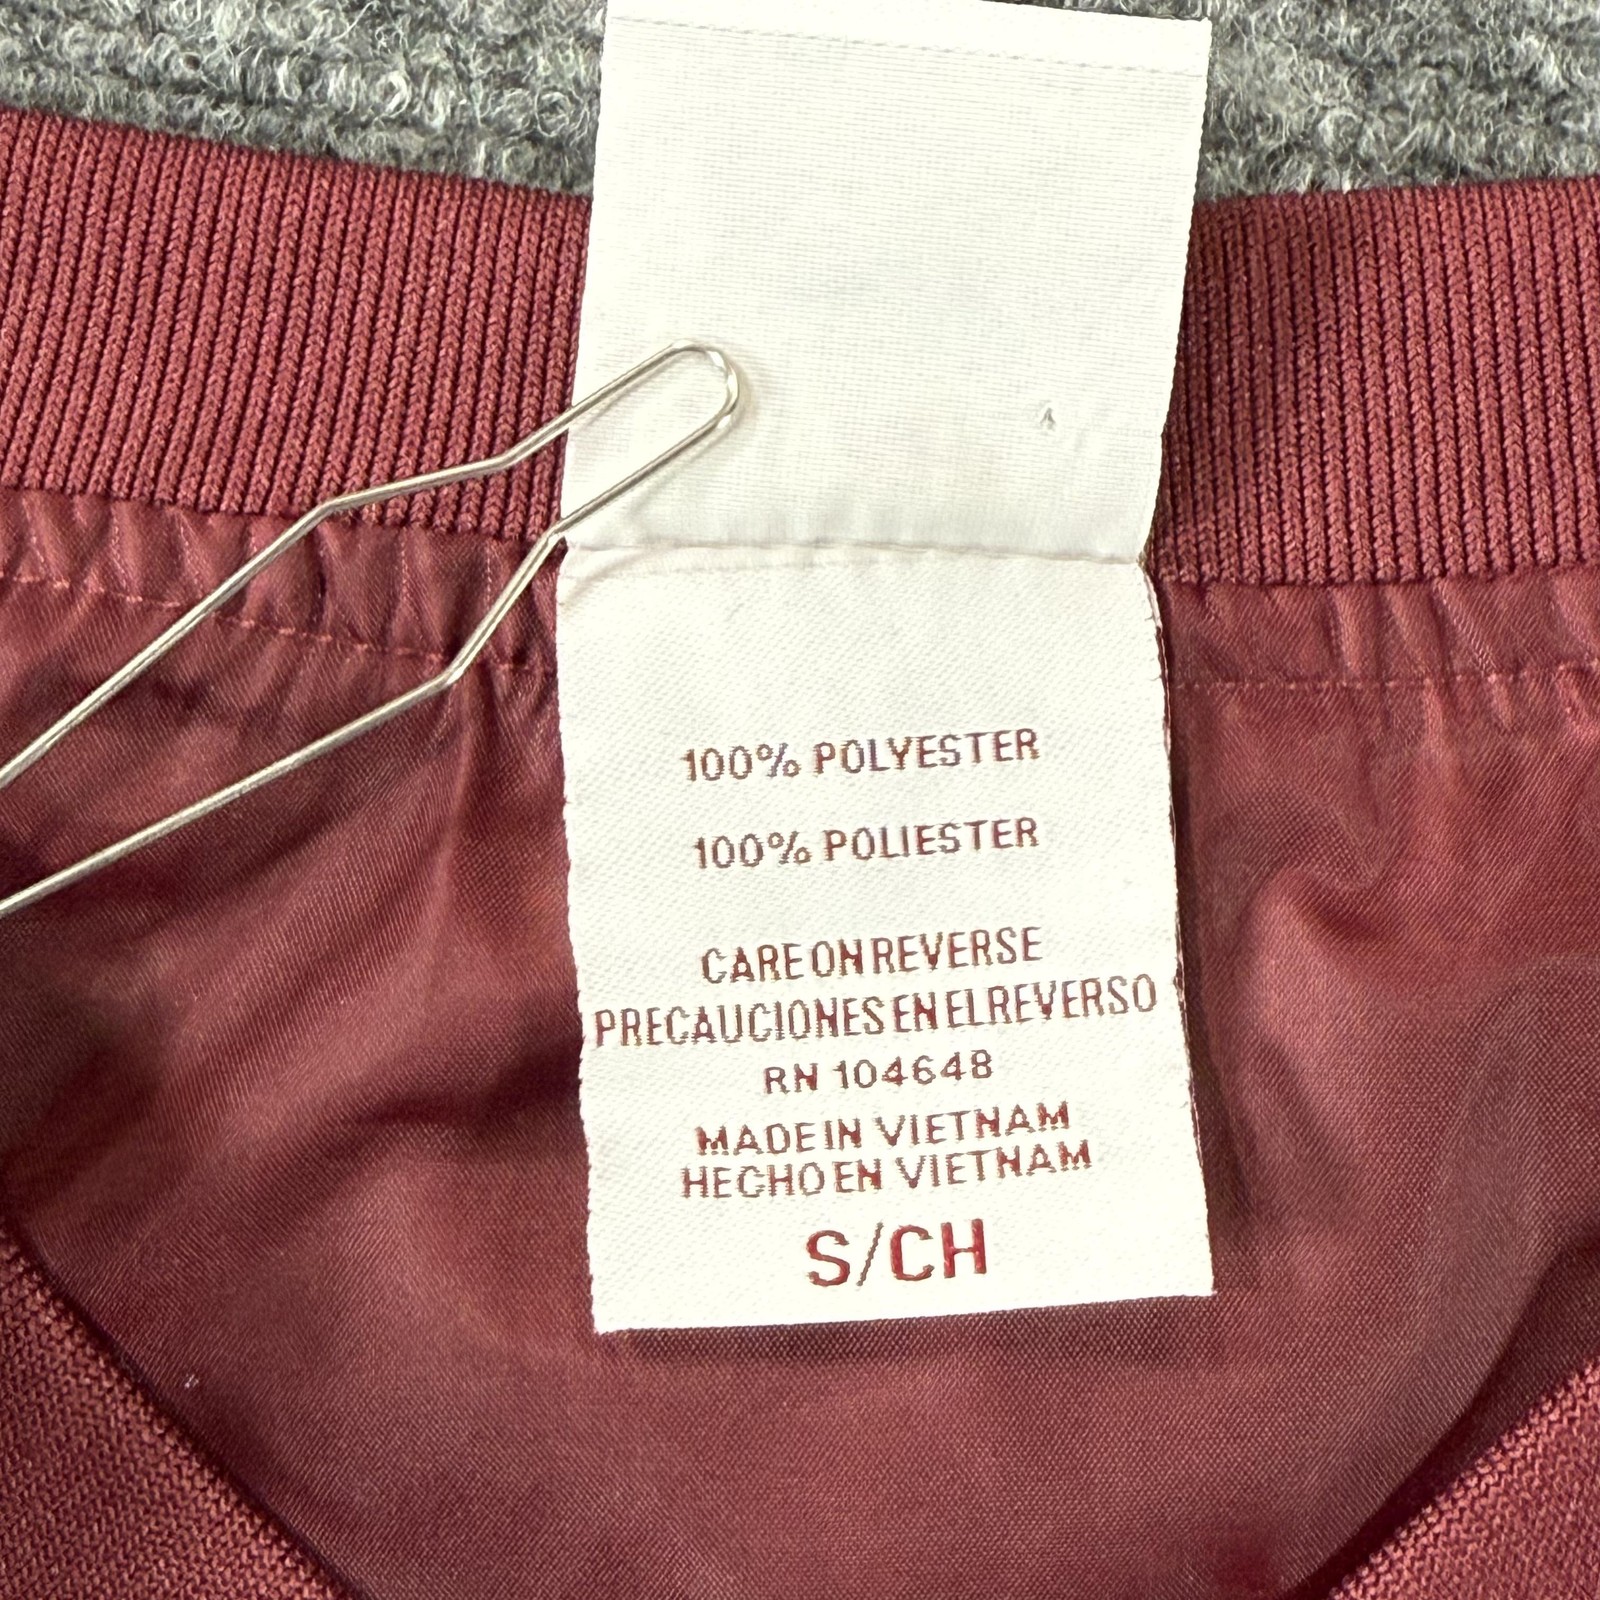 100% POLYESTER
100% POLIESTER
CARE ON REVERSE
PRECAUCIONES EN EL REVERSO
RN 104648
MADE IN VIETNAM
HECHO EN VIETNAM
S/CH